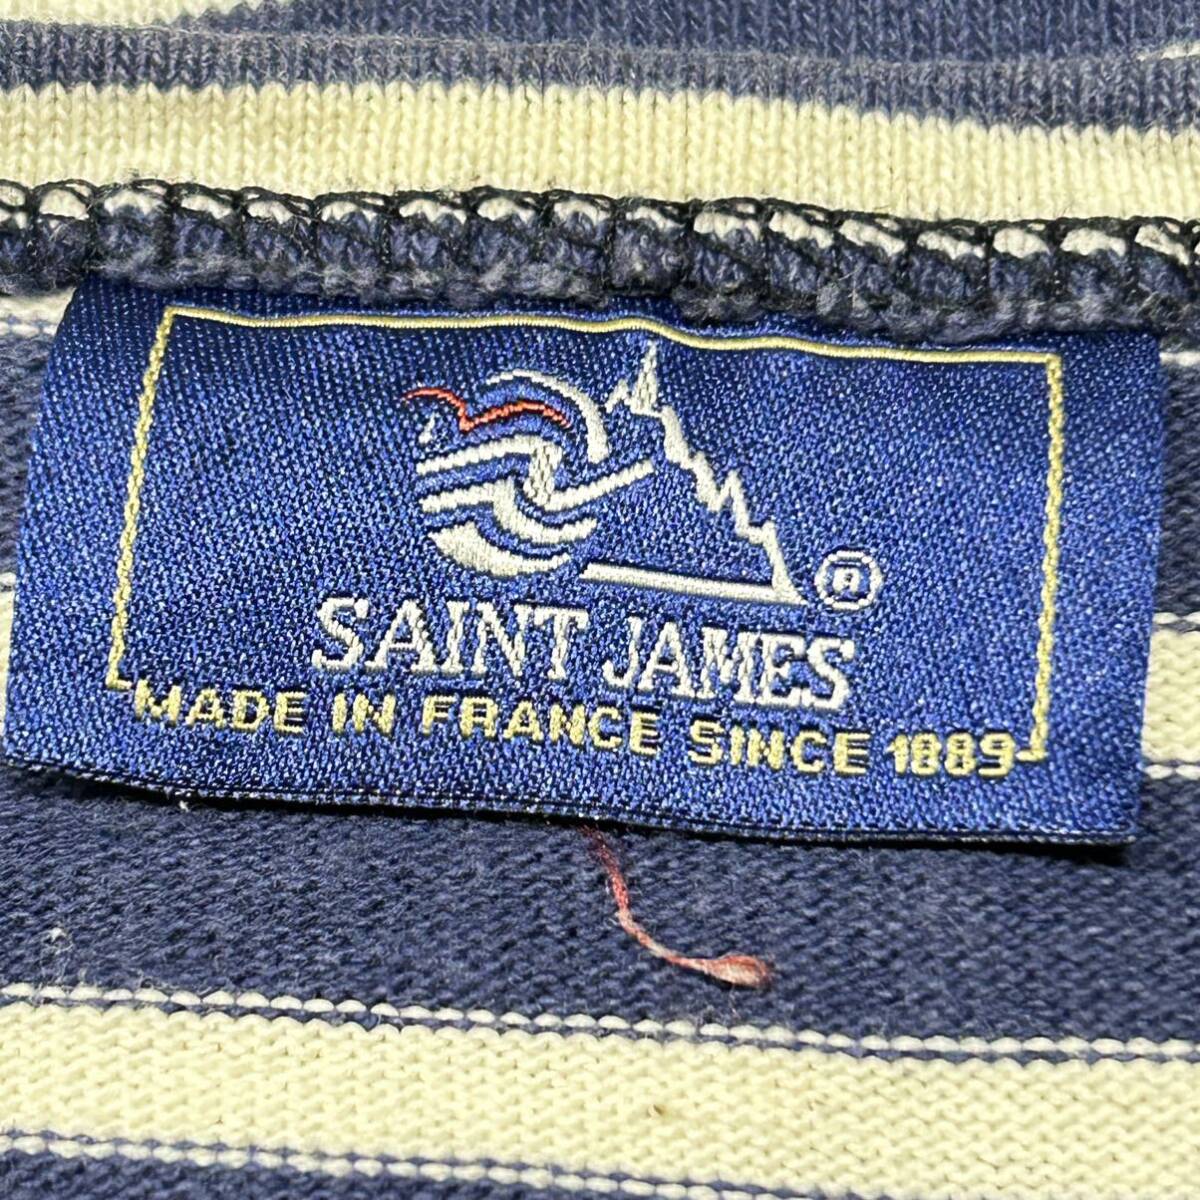 ®
SAINT JAMES
MADE IN FRANCE SINCE 1889